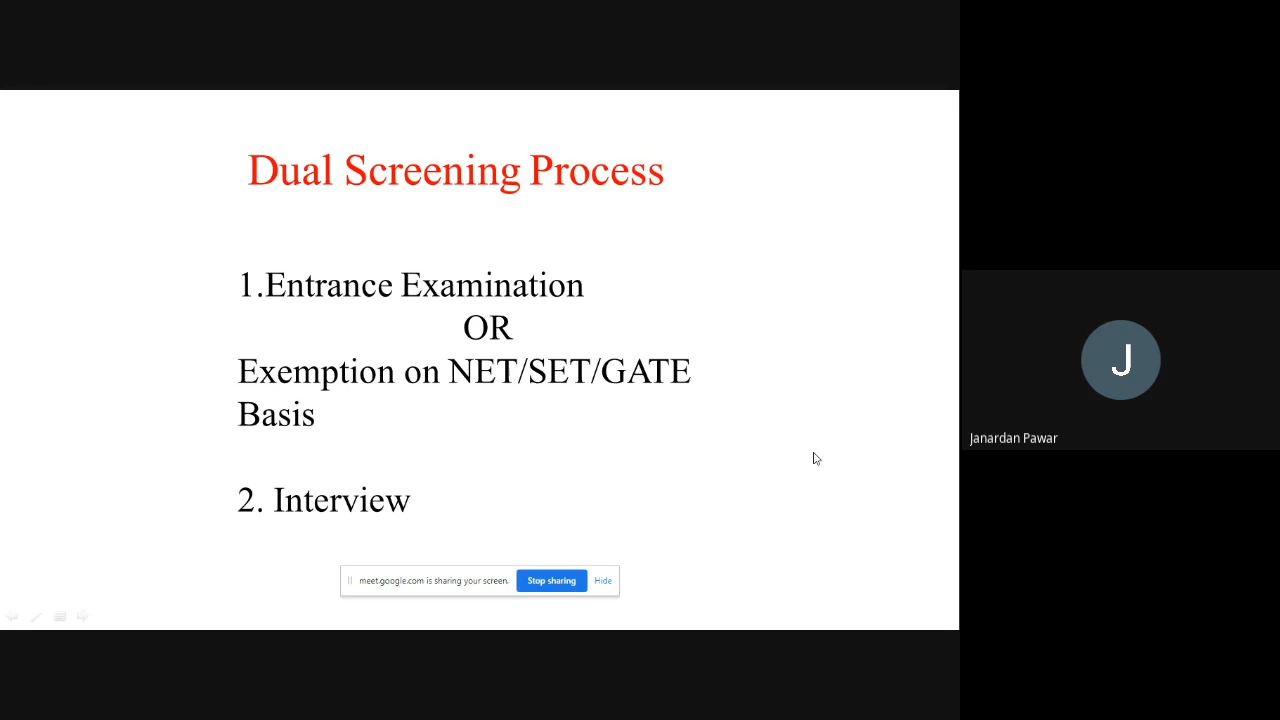 Dual Screening Process
1.Entrance Examination
OR
Exemption on NET/SET/GATE
Basis
2. Interview
meet.google.com is sharing your screen. Stop sharing Hide
J
Janardan Pawar